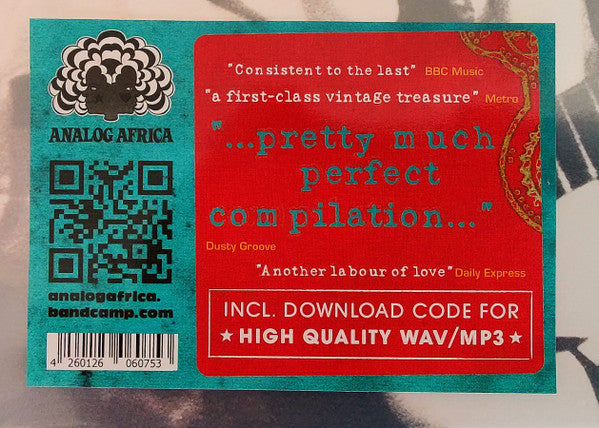 ANALOG AFRICA
analogafrica.
bandcamp.com
4 260126 060753
"Consistent to the last" BBC Music
"a first-class vintage treasure" Metro
"...pretty much
perfect
compilation..."
Dusty Groove
"Another labour of love" Daily Express
INCL. DOWNLOAD CODE FOR
★ HIGH QUALITY WAV/MP3 ★